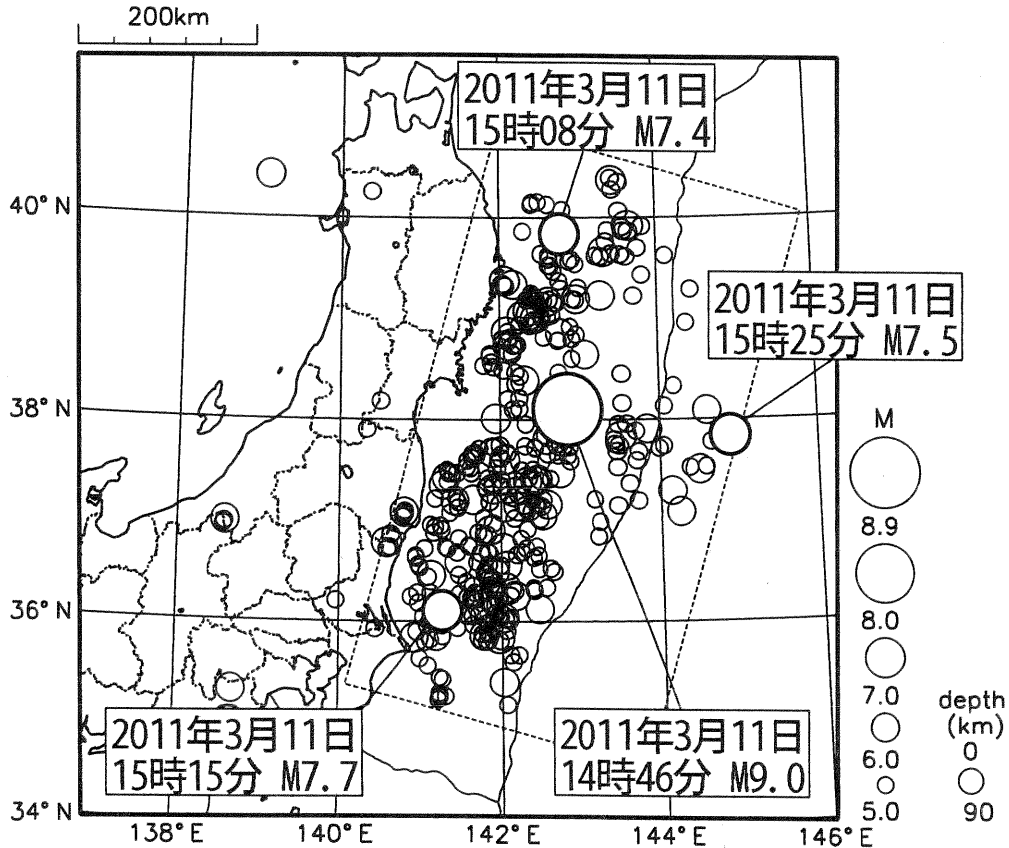 200km
2011年3月11日
15時08分 M7.4
40°N
2011年3月11日
15時25分 M7.5
38°N
M
8.9
36°N
8.0
7.0
depth
(km)
2011年3月11日
15時15分 M7.7
2011年3月11日
14時46分 M9.0
6.0
0
34°N
5.0
90
138°E
140°E
142°E
144°E
146°E